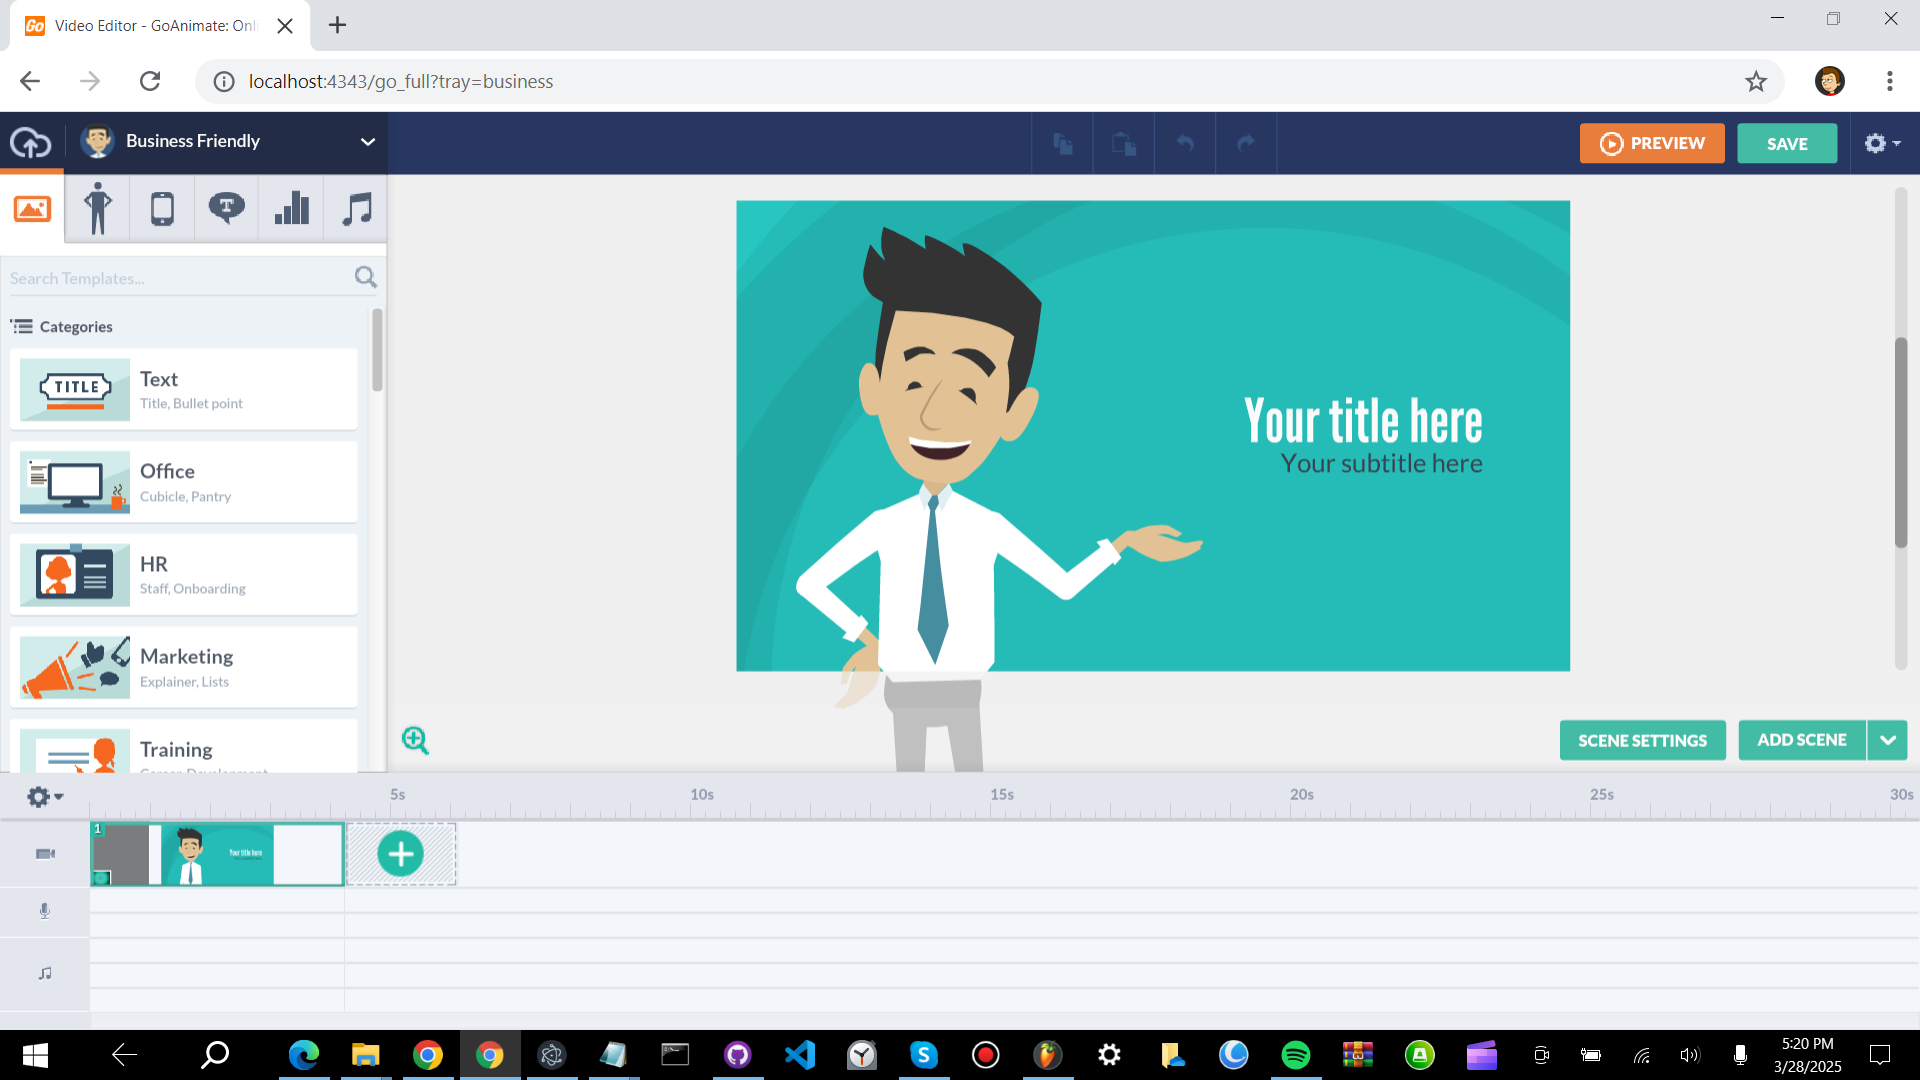 Go Video Editor - GoAnimate: Onli
localhost:4343/go_full?tray=business
Business Friendly
PREVIEW
SAVE
Search Templates...
Categories
TITLE
Text
Title, Bullet point
Office
Cubicle, Pantry
HR
Staff, Onboarding
Marketing
Explainer, Lists
Training
Your title here
Your subtitle here
SCENE SETTINGS
ADD SCENE
5s 10s 15s 20s 25s 30s
1
Your title here
5:20 PM
3/28/2025